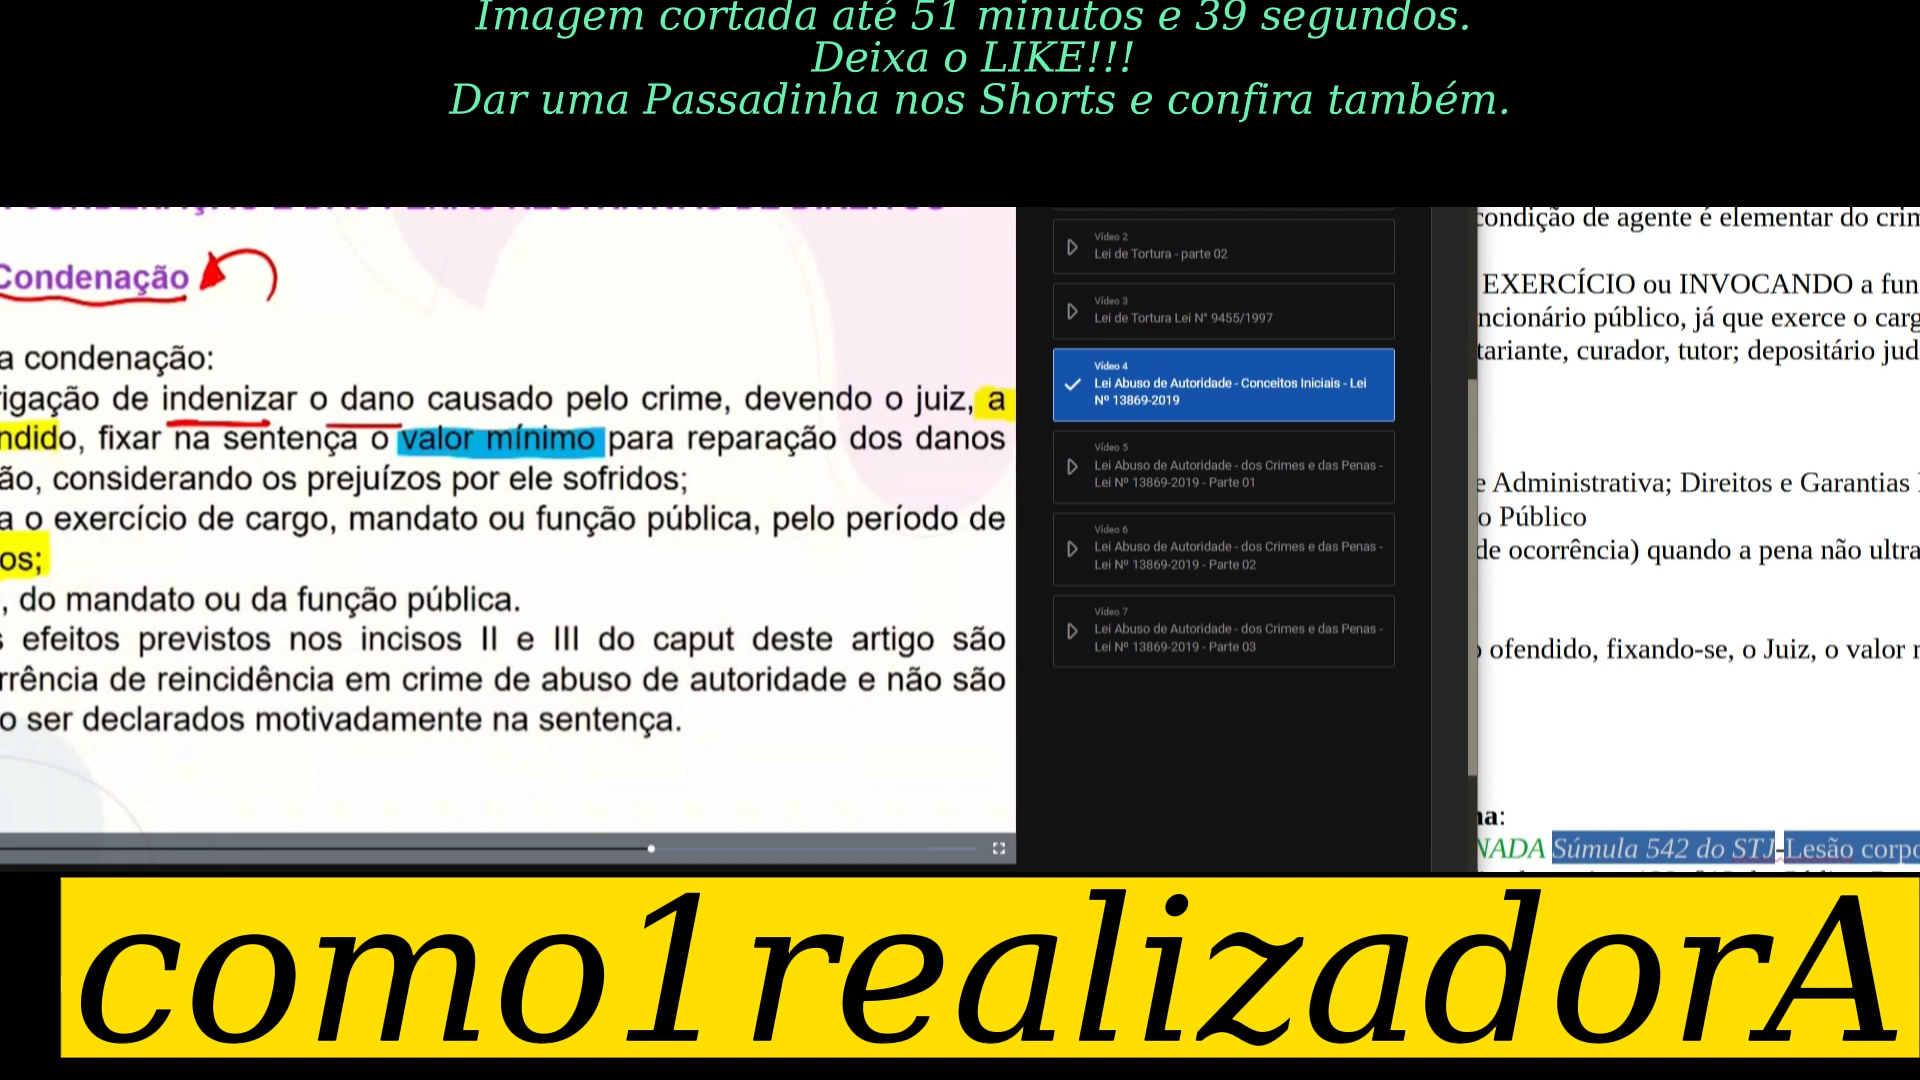 Imagem cortada até 51 minutos e 39 segundos.
Deixa o LIKE!!!
Dar uma Passadinha nos Shorts e confira também.
Condenação
a condenação:
igação de indenizar o dano causado pelo crime, devendo o juiz, a
ndido, fixar na sentença o valor mínimo para reparação dos danos
ão, considerando os prejuízos por ele sofridos;
a o exercício de cargo, mandato ou função pública, pelo período de
os;
, do mandato ou da função pública.
s efeitos previstos nos incisos II e III do caput deste artigo são
rrência de reincidência em crime de abuso de autoridade e não são
o ser declarados motivadamente na sentença.
Vídeo 2
Lei de Tortura - parte 02
Vídeo 3
Lei de Tortura Lei N° 9455/1997
Vídeo 4
Lei Abuso de Autoridade - Conceitos Iniciais - Lei
Nº 13869-2019
Vídeo 5
Lei Abuso de Autoridade - dos Crimes e das Penas -
Lei Nº 13869-2019 - Parte 01
Vídeo 6
Lei Abuso de Autoridade - dos Crimes e das Penas -
Lei Nº 13869-2019 - Parte 02
Vídeo 7
Lei Abuso de Autoridade - dos Crimes e das Penas -
Lei Nº 13869-2019 - Parte 03
condição de agente é elementar do crim
EXERCÍCIO ou INVOCANDO a fun
ncionário público, já que exerce o carg
tariante, curador, tutor; depositário jud
e Administrativa; Direitos e Garantias
o Público
de ocorrência) quando a pena não ultra
ofendido, fixando-se, o Juiz, o valor
na:
NADA Súmula 542 do STJ-Lesão corpo
como1realizadorA